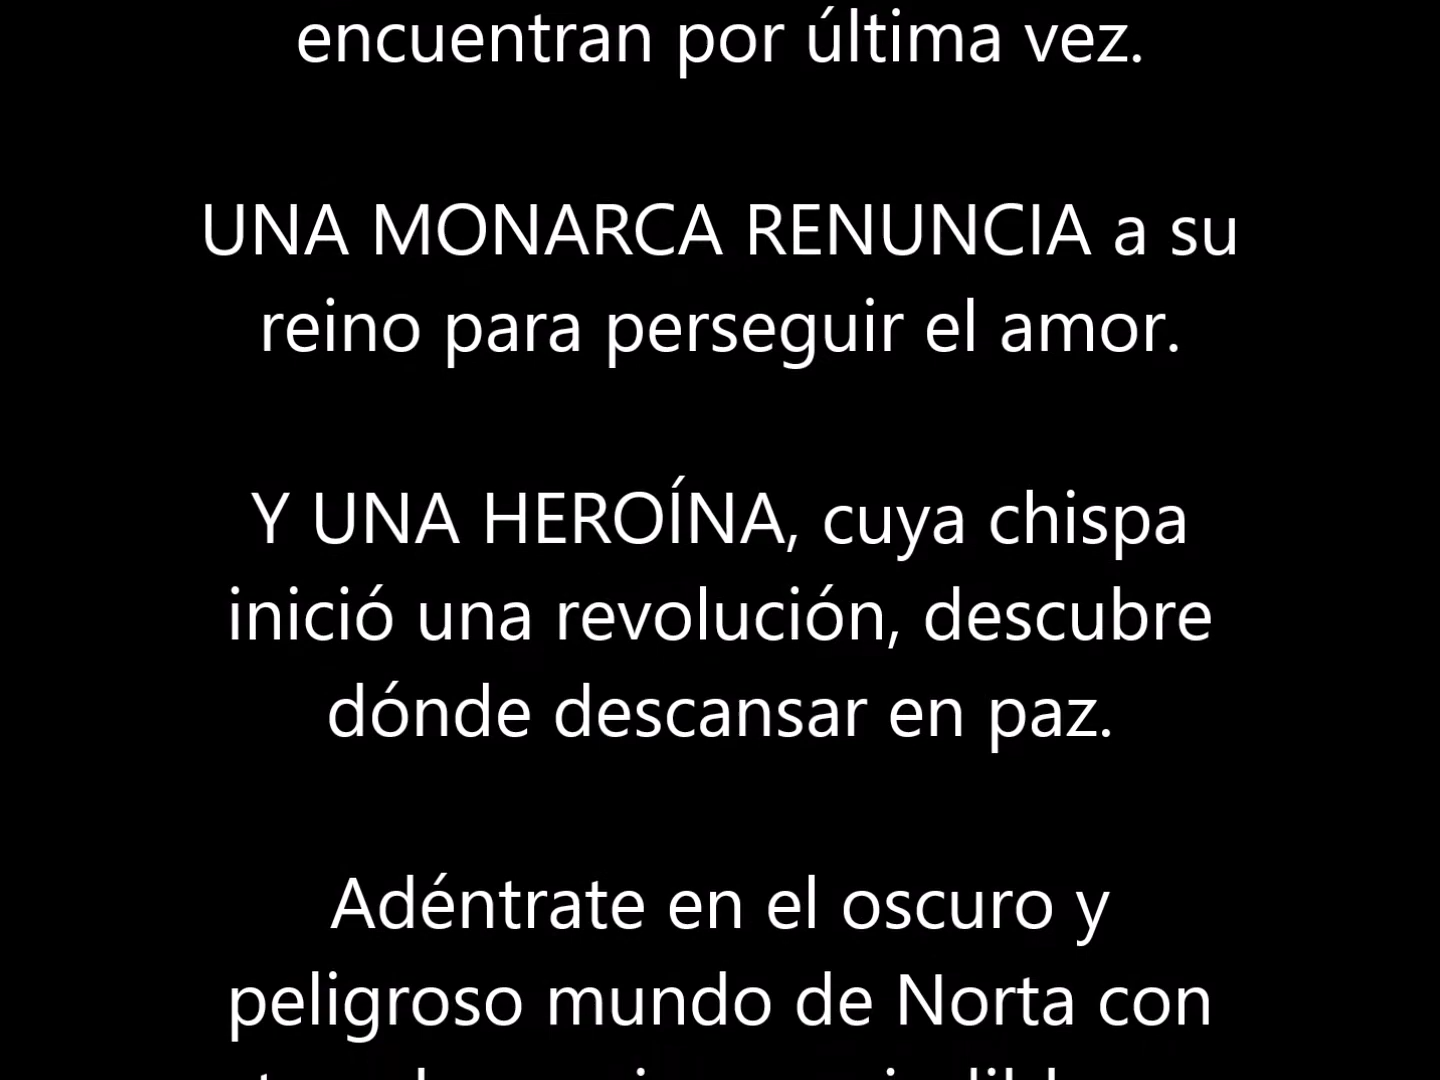 encuentran por última vez.
UNA MONARCA RENUNCIA a su
reino para perseguir el amor.
Y UNA HEROÍNA, cuya chispa
inició una revolución, descubre
dónde descansar en paz.
Adéntrate en el oscuro y
peligroso mundo de Norta con